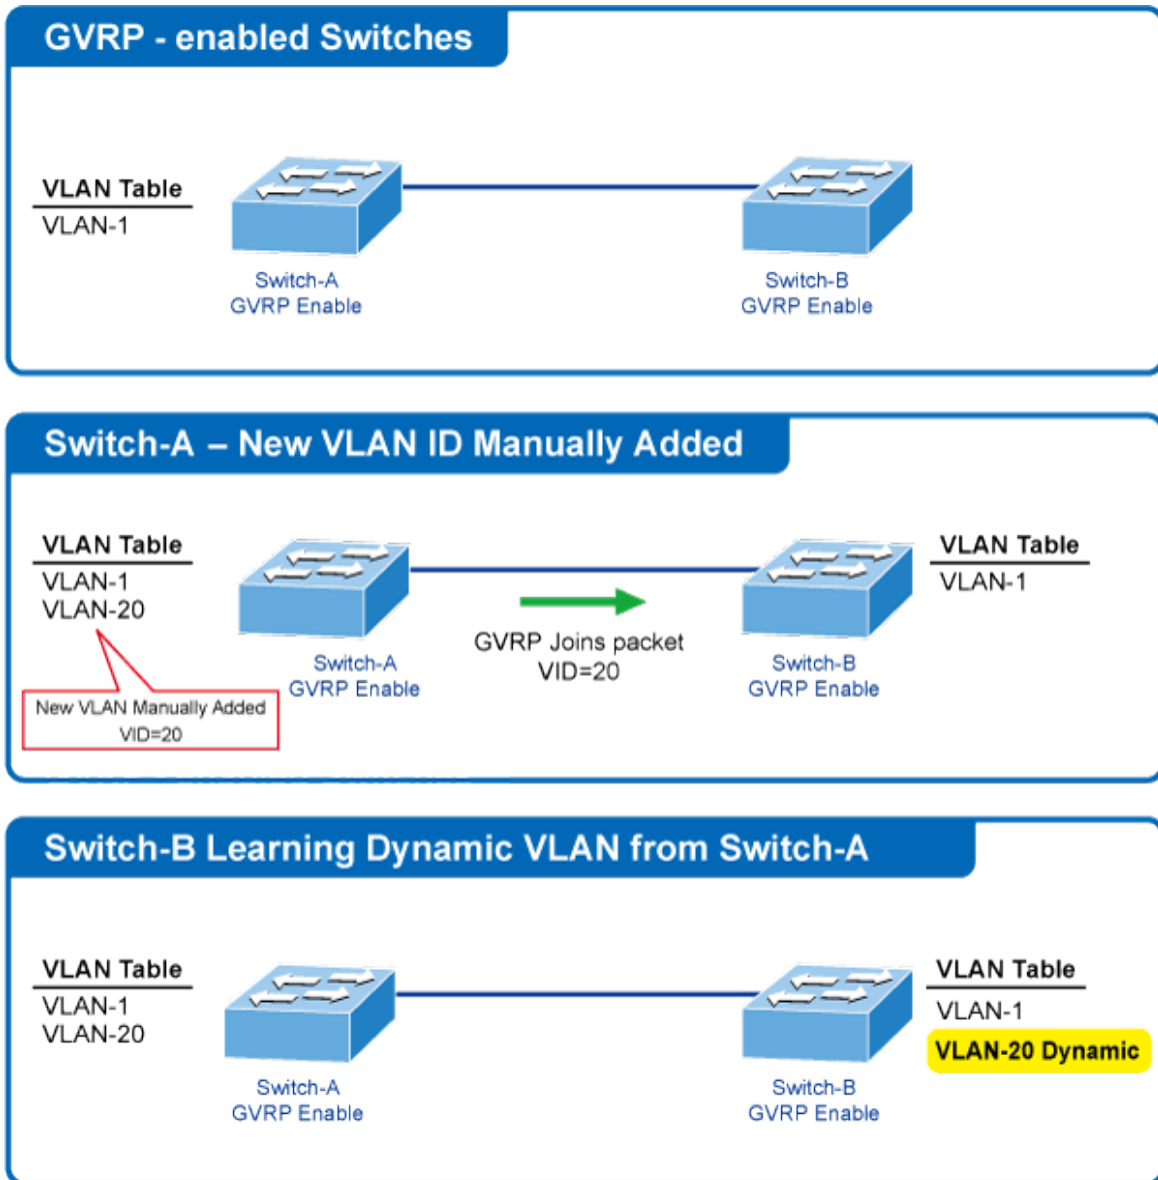 GVRP - enabled Switches
VLAN Table
VLAN-1
Switch-A
GVRP Enable
Switch-B
GVRP Enable
Switch-A – New VLAN ID Manually Added
VLAN Table
VLAN-1
VLAN-20
New VLAN Manually Added
VID=20
Switch-A
GVRP Enable
GVRP Joins packet
VID=20
Switch-B
GVRP Enable
VLAN Table
VLAN-1
Switch-B Learning Dynamic VLAN from Switch-A
VLAN Table
VLAN-1
VLAN-20
Switch-A
GVRP Enable
Switch-B
GVRP Enable
VLAN Table
VLAN-1
VLAN-20 Dynamic